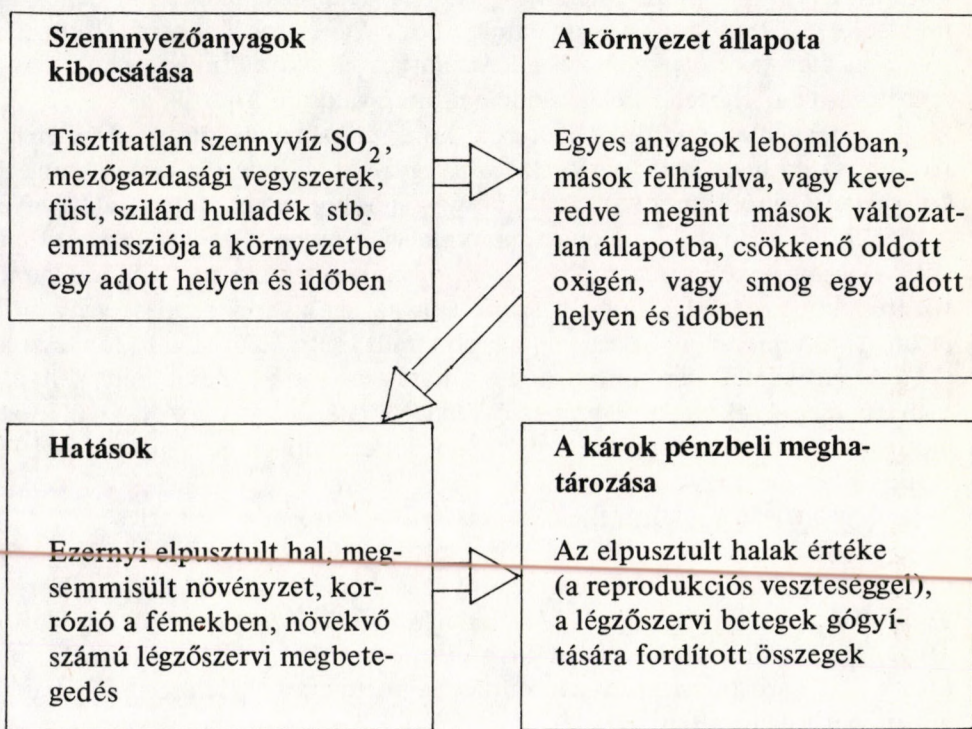 Szennnyezőanyagok
kibocsátása
Tisztítatlan szennyvíz SO₂,
mezőgazdasági vegyszerek,
füst, szilárd hulladék stb.
emmissziója a környezetbe
egy adott helyen és időben
A környezet állapota
Egyes anyagok lebomlóban,
mások felhígulva, vagy keve-
redve megint mások változat-
lan állapotba, csökkenő oldott
oxigén, vagy smog egy adott
helyen és időben
Hatások
Ezernyi elpusztult hal, meg-
semmisült növényzet, kor-
rózió a fémekben, növekvő
számú légzőszervi megbete-
gedés
A károk pénzbeli megha-
tározása
Az elpusztult halak értéke
(a reprodukciós veszteséggel),
a légzőszervi betegek gógyí-
tására fordított összegek